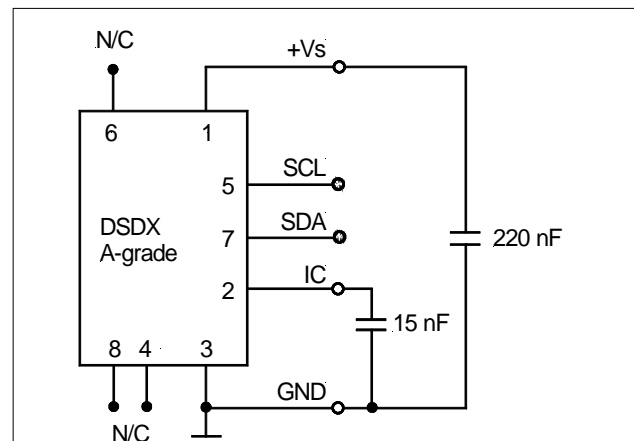 N/C
+Vs
6 1
SCL
5
DSDX
A-grade
SDA
7
220 nF
IC
2
15 nF
8 4 3
GND
N/C